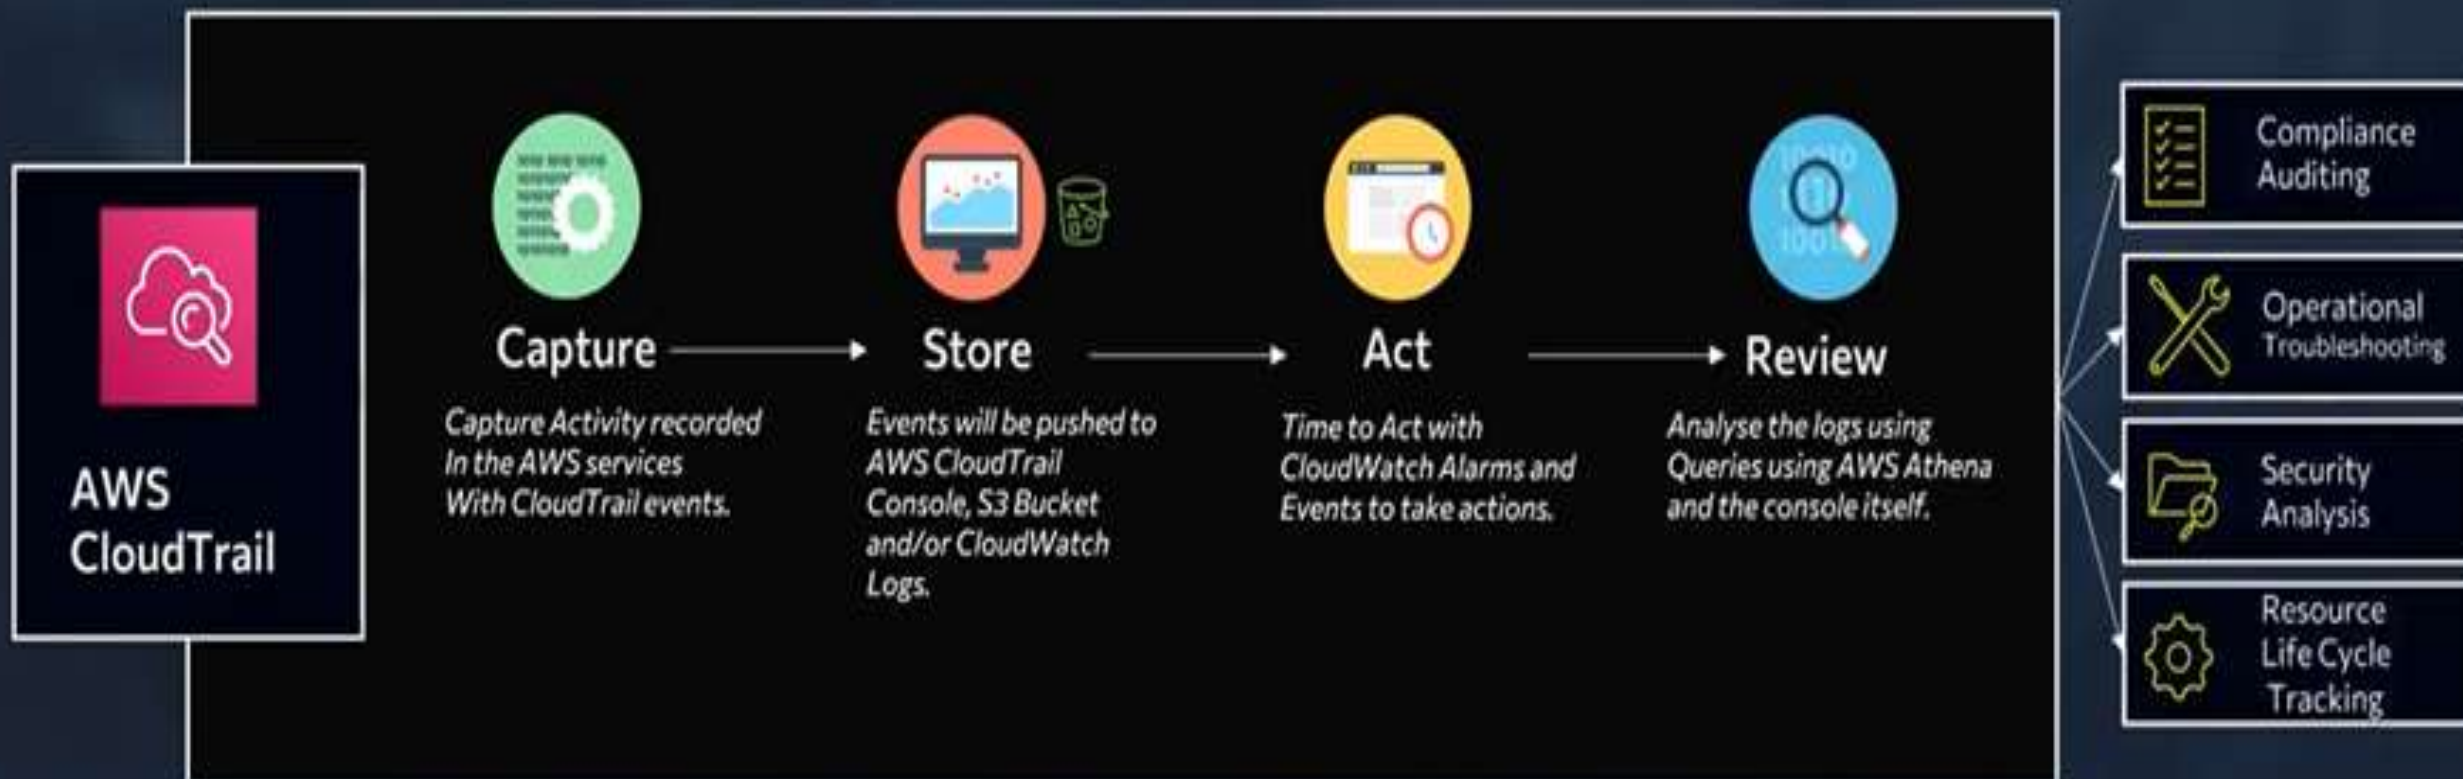 AWS
CloudTrail
Capture
Capture Activity recorded
In the AWS services
With CloudTrail events.
Store
Events will be pushed to
AWS CloudTrail
Console, S3 Bucket
and/or CloudWatch
Logs.
Act
Time to Act with
CloudWatch Alarms and
Events to take actions.
Review
Analyse the logs using
Queries using AWS Athena
and the console itself.
Compliance
Auditing
Operational
Troubleshooting
Security
Analysis
Resource
Life Cycle
Tracking